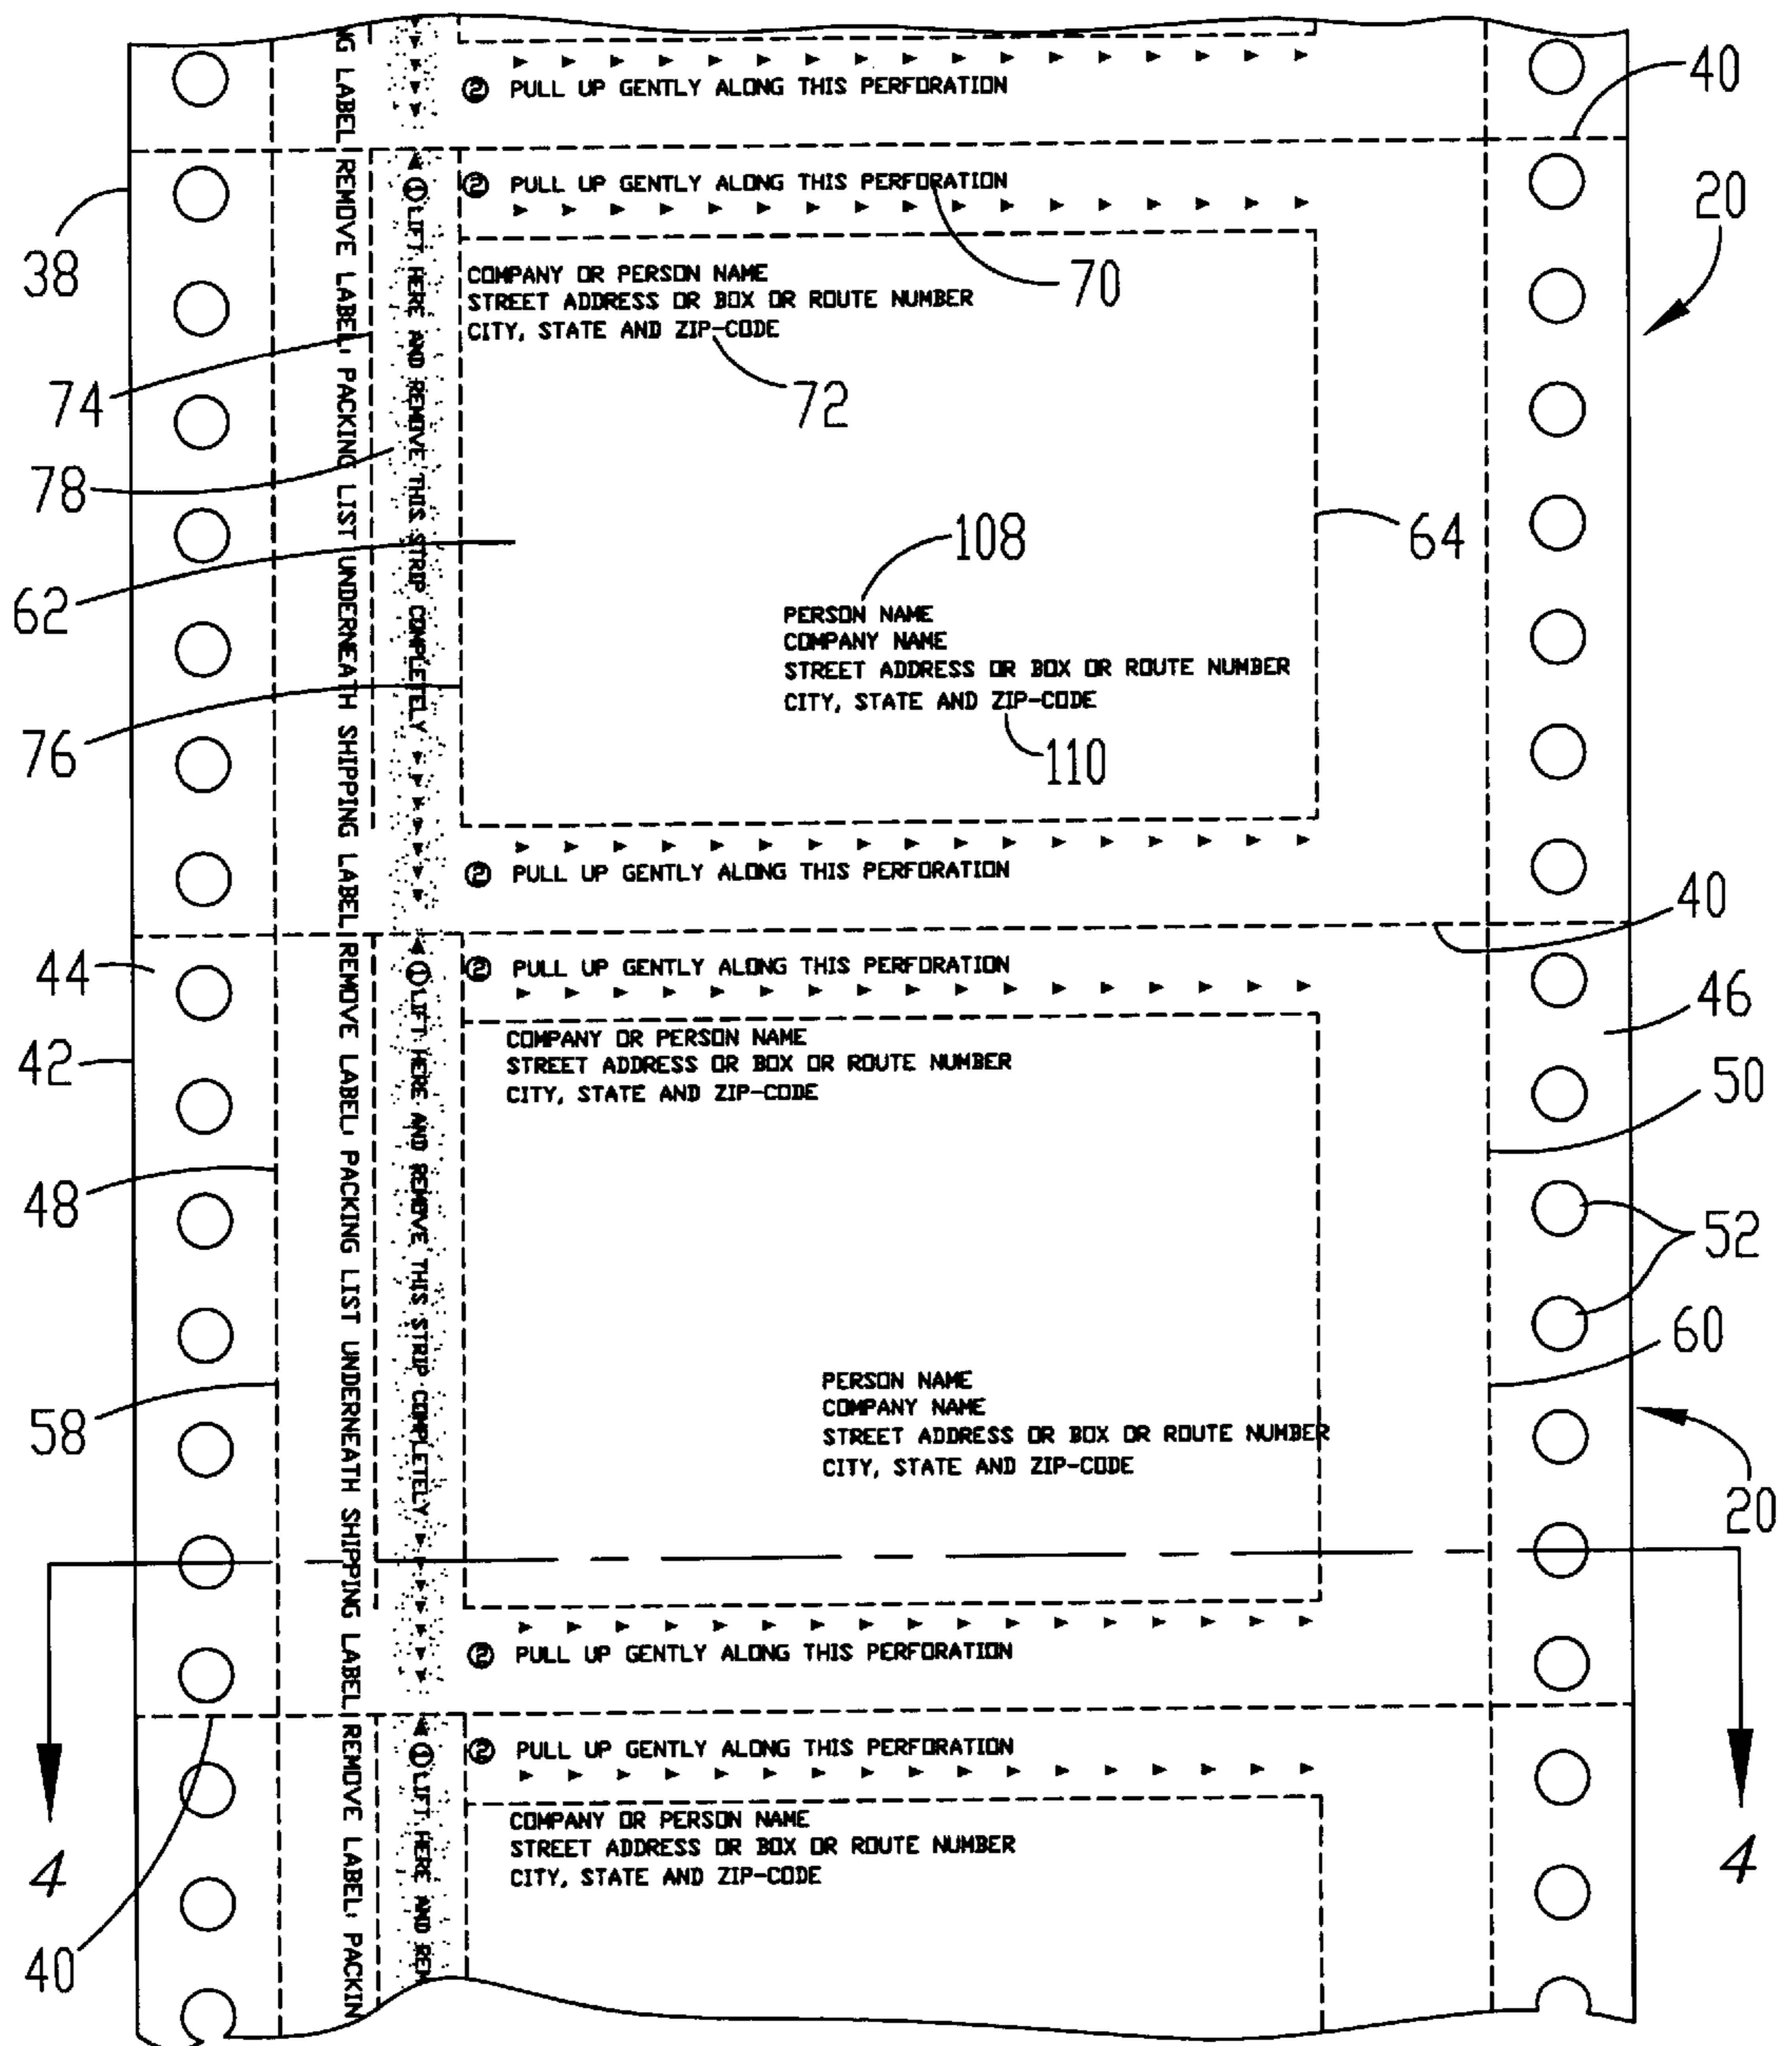 ② PULL UP GENTLY ALONG THIS PERFORATION
40
NG LABEL
② PULL UP GENTLY ALONG THIS PERFORATION
20
38
70
COMPANY OR PERSON NAME
STREET ADDRESS OR BOX OR ROUTE NUMBER
CITY, STATE AND ZIP-CODE
72
74
78
REMOVE LABEL; PACKING LIST UNDERNEATH SHIPPING LABEL
① LIFT HERE AND REMOVE THIS STRIP COMPLETELY
108
64
62
PERSON NAME
COMPANY NAME
STREET ADDRESS OR BOX OR ROUTE NUMBER
CITY, STATE AND ZIP-CODE
76
110
② PULL UP GENTLY ALONG THIS PERFORATION
40
44
② PULL UP GENTLY ALONG THIS PERFORATION
46
42
COMPANY OR PERSON NAME
STREET ADDRESS OR BOX OR ROUTE NUMBER
CITY, STATE AND ZIP-CODE
50
48
REMOVE LABEL; PACKING LIST UNDERNEATH SHIPPING LABEL
① LIFT HERE AND REMOVE THIS STRIP COMPLETELY
52
60
58
PERSON NAME
COMPANY NAME
STREET ADDRESS OR BOX OR ROUTE NUMBER
CITY, STATE AND ZIP-CODE
20
② PULL UP GENTLY ALONG THIS PERFORATION
② PULL UP GENTLY ALONG THIS PERFORATION
COMPANY OR PERSON NAME
STREET ADDRESS OR BOX OR ROUTE NUMBER
CITY, STATE AND ZIP-CODE
4
4
REMOVE LABEL; PACKIN
① LIFT HERE AND REM
40